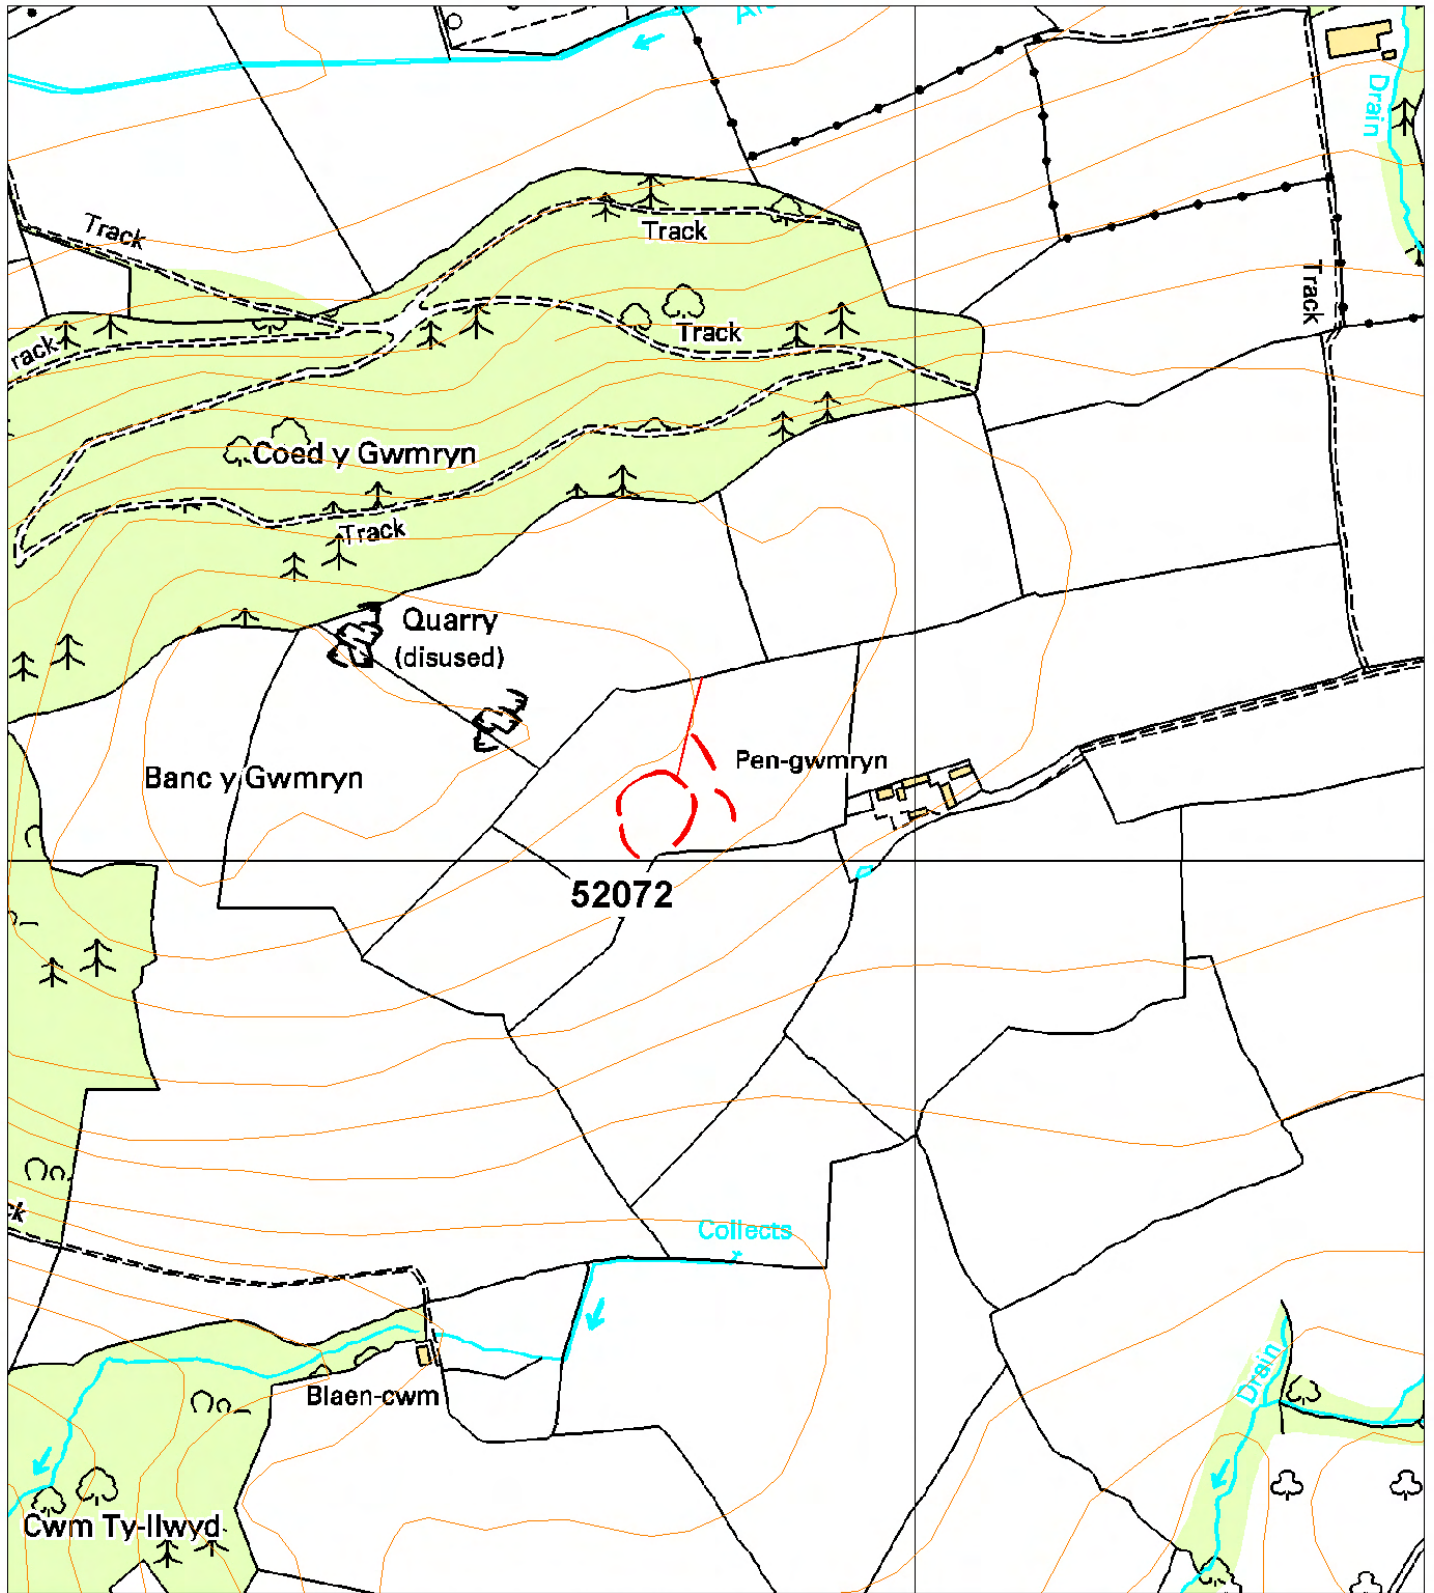 Drain
Track
Track
Track
Track
rack
Coed y Gwmryn
Track
Quarry
(disused)
Pen-gwmryn
Banc y Gwmryn
52072
ck
Collects
Drain
Blaen-cwm
Cwm Ty-llwyd